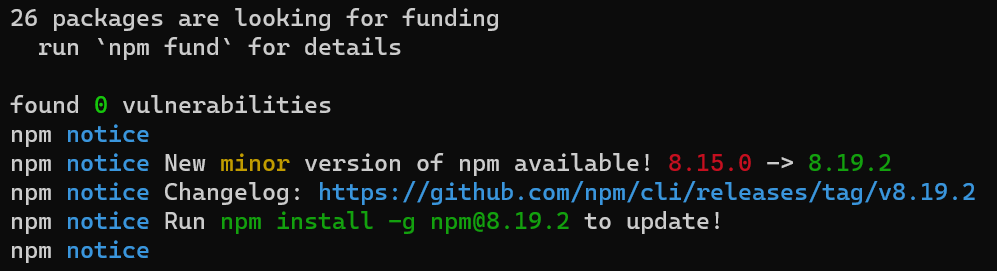 26 packages are looking for funding
  run `npm fund` for details

found 0 vulnerabilities
npm notice
npm notice New minor version of npm available! 8.15.0 -> 8.19.2
npm notice Changelog: https://github.com/npm/cli/releases/tag/v8.19.2
npm notice Run npm install -g npm@8.19.2 to update!
npm notice